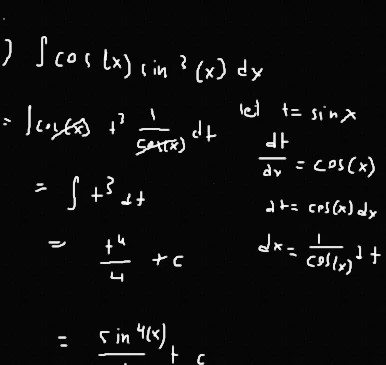 ) ∫ cos(x) sin³(x) dx
= ∫ cos(x) t³ 1/cos(x) dt
= ∫ t³ dt
= t⁴/4 + c
= sin⁴(x)/ + c
let t = sin x
dt/dx = cos(x)
dt = cos(x) dx
dx = 1/cos(x) dt